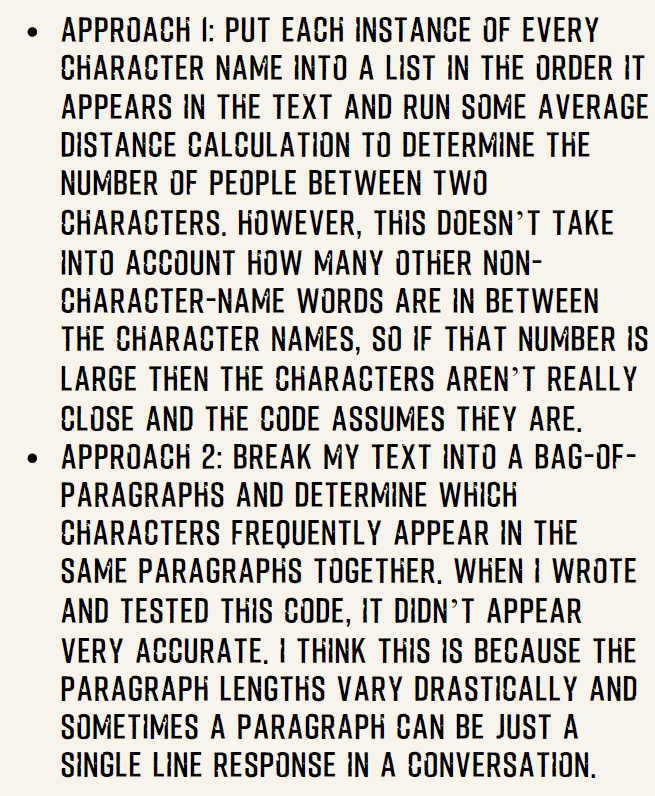 • APPROACH 1: PUT EACH INSTANCE OF EVERY
CHARACTER NAME INTO A LIST IN THE ORDER IT
APPEARS IN THE TEXT AND RUN SOME AVERAGE
DISTANCE CALCULATION TO DETERMINE THE
NUMBER OF PEOPLE BETWEEN TWO
CHARACTERS. HOWEVER, THIS DOESN’T TAKE
INTO ACCOUNT HOW MANY OTHER NON-
CHARACTER-NAME WORDS ARE IN BETWEEN
THE CHARACTER NAMES, SO IF THAT NUMBER IS
LARGE THEN THE CHARACTERS AREN’T REALLY
CLOSE AND THE CODE ASSUMES THEY ARE.
• APPROACH 2: BREAK MY TEXT INTO A BAG-OF-
PARAGRAPHS AND DETERMINE WHICH
CHARACTERS FREQUENTLY APPEAR IN THE
SAME PARAGRAPHS TOGETHER. WHEN I WROTE
AND TESTED THIS CODE, IT DIDN’T APPEAR
VERY ACCURATE. I THINK THIS IS BECAUSE THE
PARAGRAPH LENGTHS VARY DRASTICALLY AND
SOMETIMES A PARAGRAPH CAN BE JUST A
SINGLE LINE RESPONSE IN A CONVERSATION.